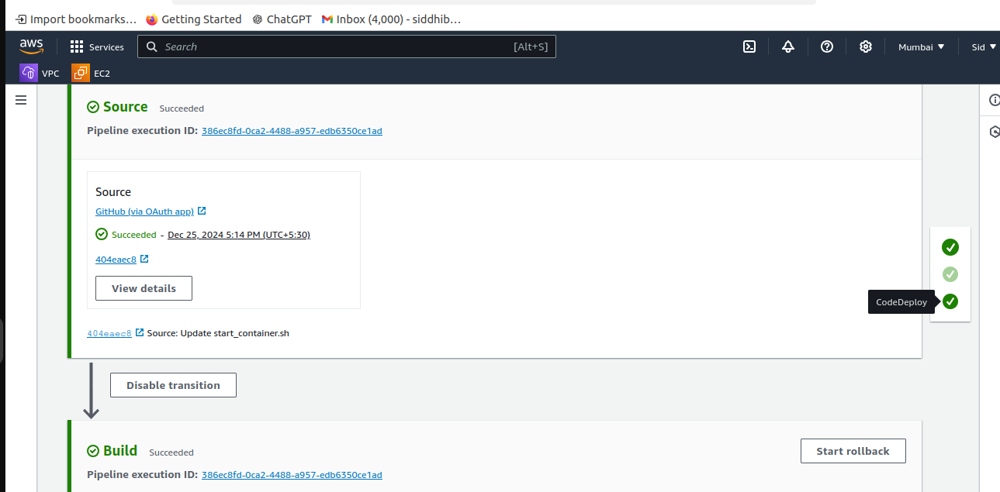 Import bookmarks... Getting Started ChatGPT Inbox (4,000) - siddhib...
aws Services Search [Alt+S] Mumbai Sid
VPC EC2
Source Succeeded
Pipeline execution ID: 386ec8fd-0ca2-4488-a957-edb6350ce1ad
Source
GitHub (via OAuth app)
Succeeded - Dec 25, 2024 5:14 PM (UTC+5:30)
404eaec8
View details
CodeDeploy
404eaec8 Source: Update start_container.sh
Disable transition
Build Succeeded
Start rollback
Pipeline execution ID: 386ec8fd-0ca2-4488-a957-edb6350ce1ad